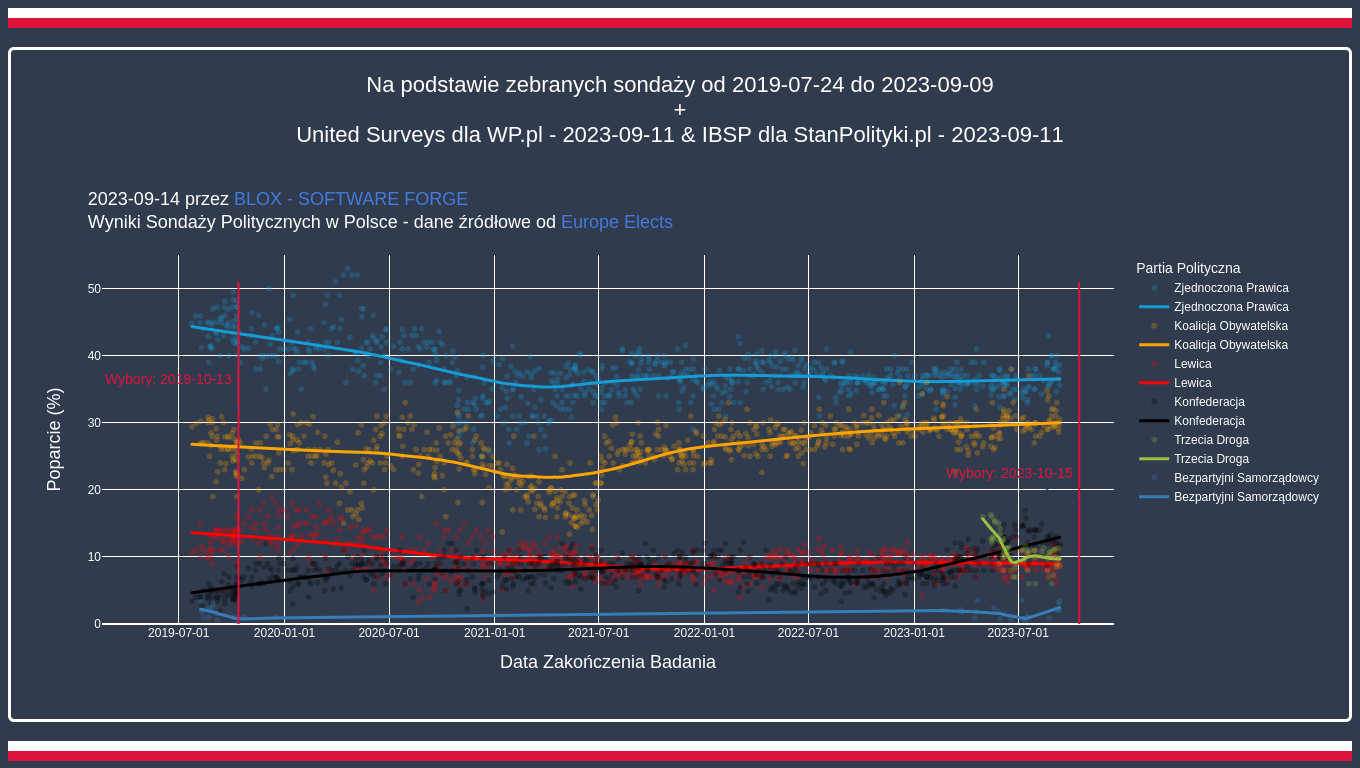 Na podstawie zebranych sondaży od 2019-07-24 do 2023-09-09
+
United Surveys dla WP.pl - 2023-09-11 & IBSP dla StanPolityki.pl - 2023-09-11
2023-09-14 przez BLOX - SOFTWARE FORGE
Wyniki Sondaży Politycznych w Polsce - dane źródłowe od Europe Elects
Poparcie (%)
50
40
30
20
10
0
Wybory: 2019-10-13
Wybory: 2023-10-15
2019-07-01
2020-01-01
2020-07-01
2021-01-01
2021-07-01
2022-01-01
2022-07-01
2023-01-01
2023-07-01
Data Zakończenia Badania
Partia Polityczna
Zjednoczona Prawica
Zjednoczona Prawica
Koalicja Obywatelska
Koalicja Obywatelska
Lewica
Lewica
Konfederacja
Konfederacja
Trzecia Droga
Trzecia Droga
Bezpartyjni Samorządowcy
Bezpartyjni Samorządowcy